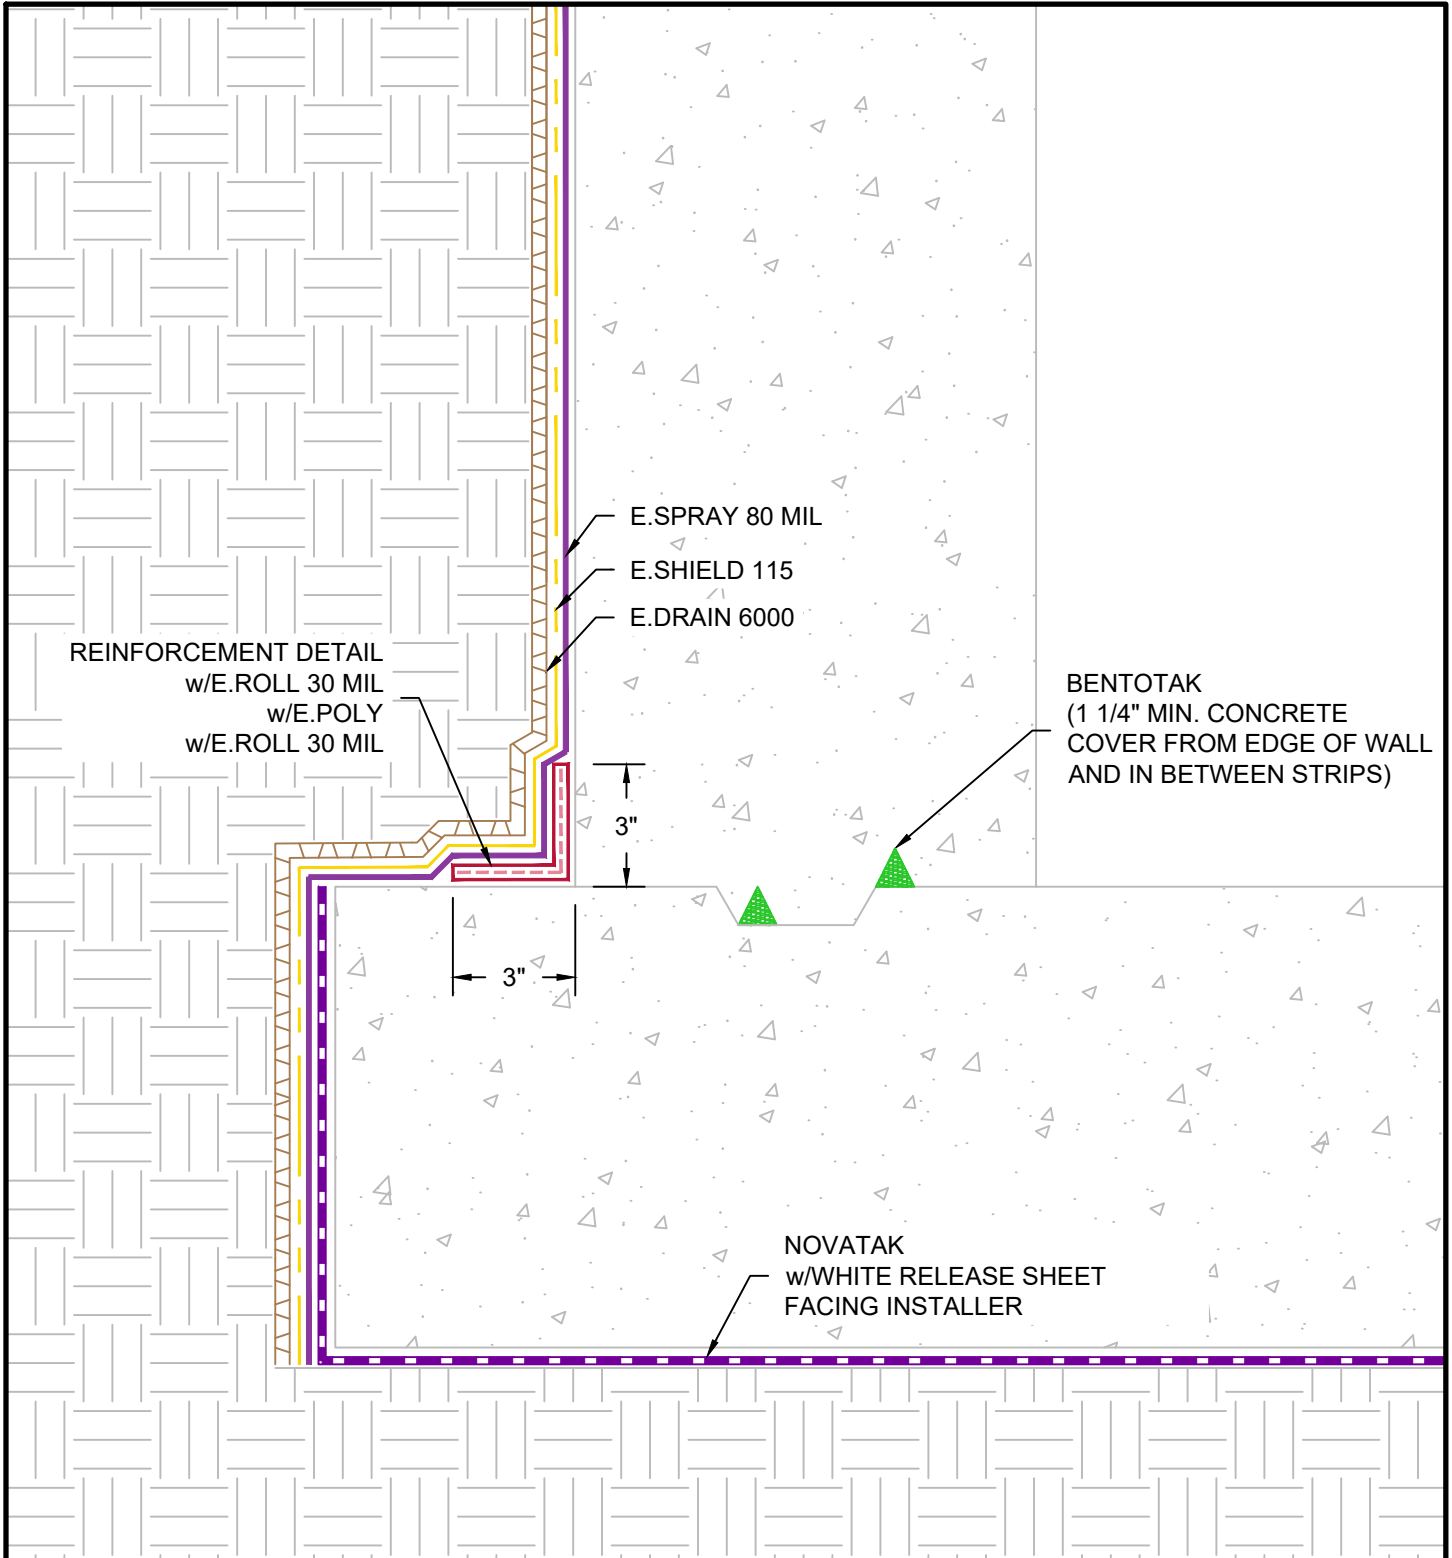 E.SPRAY 80 MIL
E.SHIELD 115
E.DRAIN 6000
REINFORCEMENT DETAIL
w/E.ROLL 30 MIL
w/E.POLY
w/E.ROLL 30 MIL
BENTOTAK
(1 1/4" MIN. CONCRETE
COVER FROM EDGE OF WALL
AND IN BETWEEN STRIPS)
3"
3"
NOVATAK
w/WHITE RELEASE SHEET
FACING INSTALLER